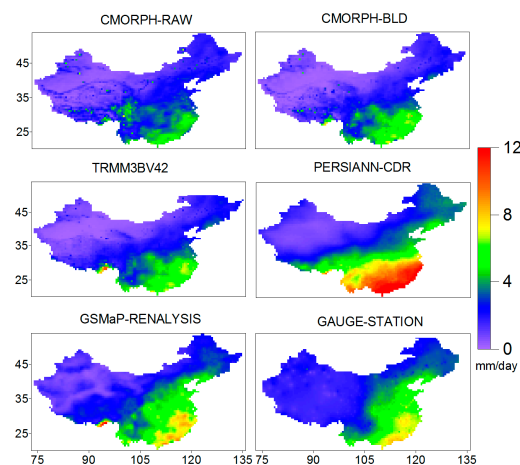 CMORPH-RAW
CMORPH-BLD
45
35
25
TRMM3BV42
PERSIANN-CDR
45
35
25
GSMaP-RENALYSIS
GAUGE-STATION
45
35
25
75 90 105 120 135
75 90 105 120 135
12
8
4
0
mm/day